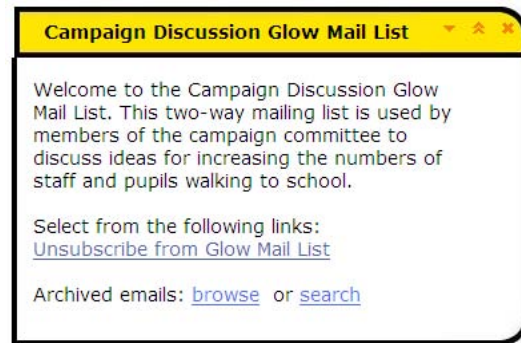 Campaign Discussion Glow Mail List
Welcome to the Campaign Discussion Glow
Mail List. This two-way mailing list is used by
members of the campaign committee to
discuss ideas for increasing the numbers of
staff and pupils walking to school.
Select from the following links:
Unsubscribe from Glow Mail List
Archived emails: browse or search